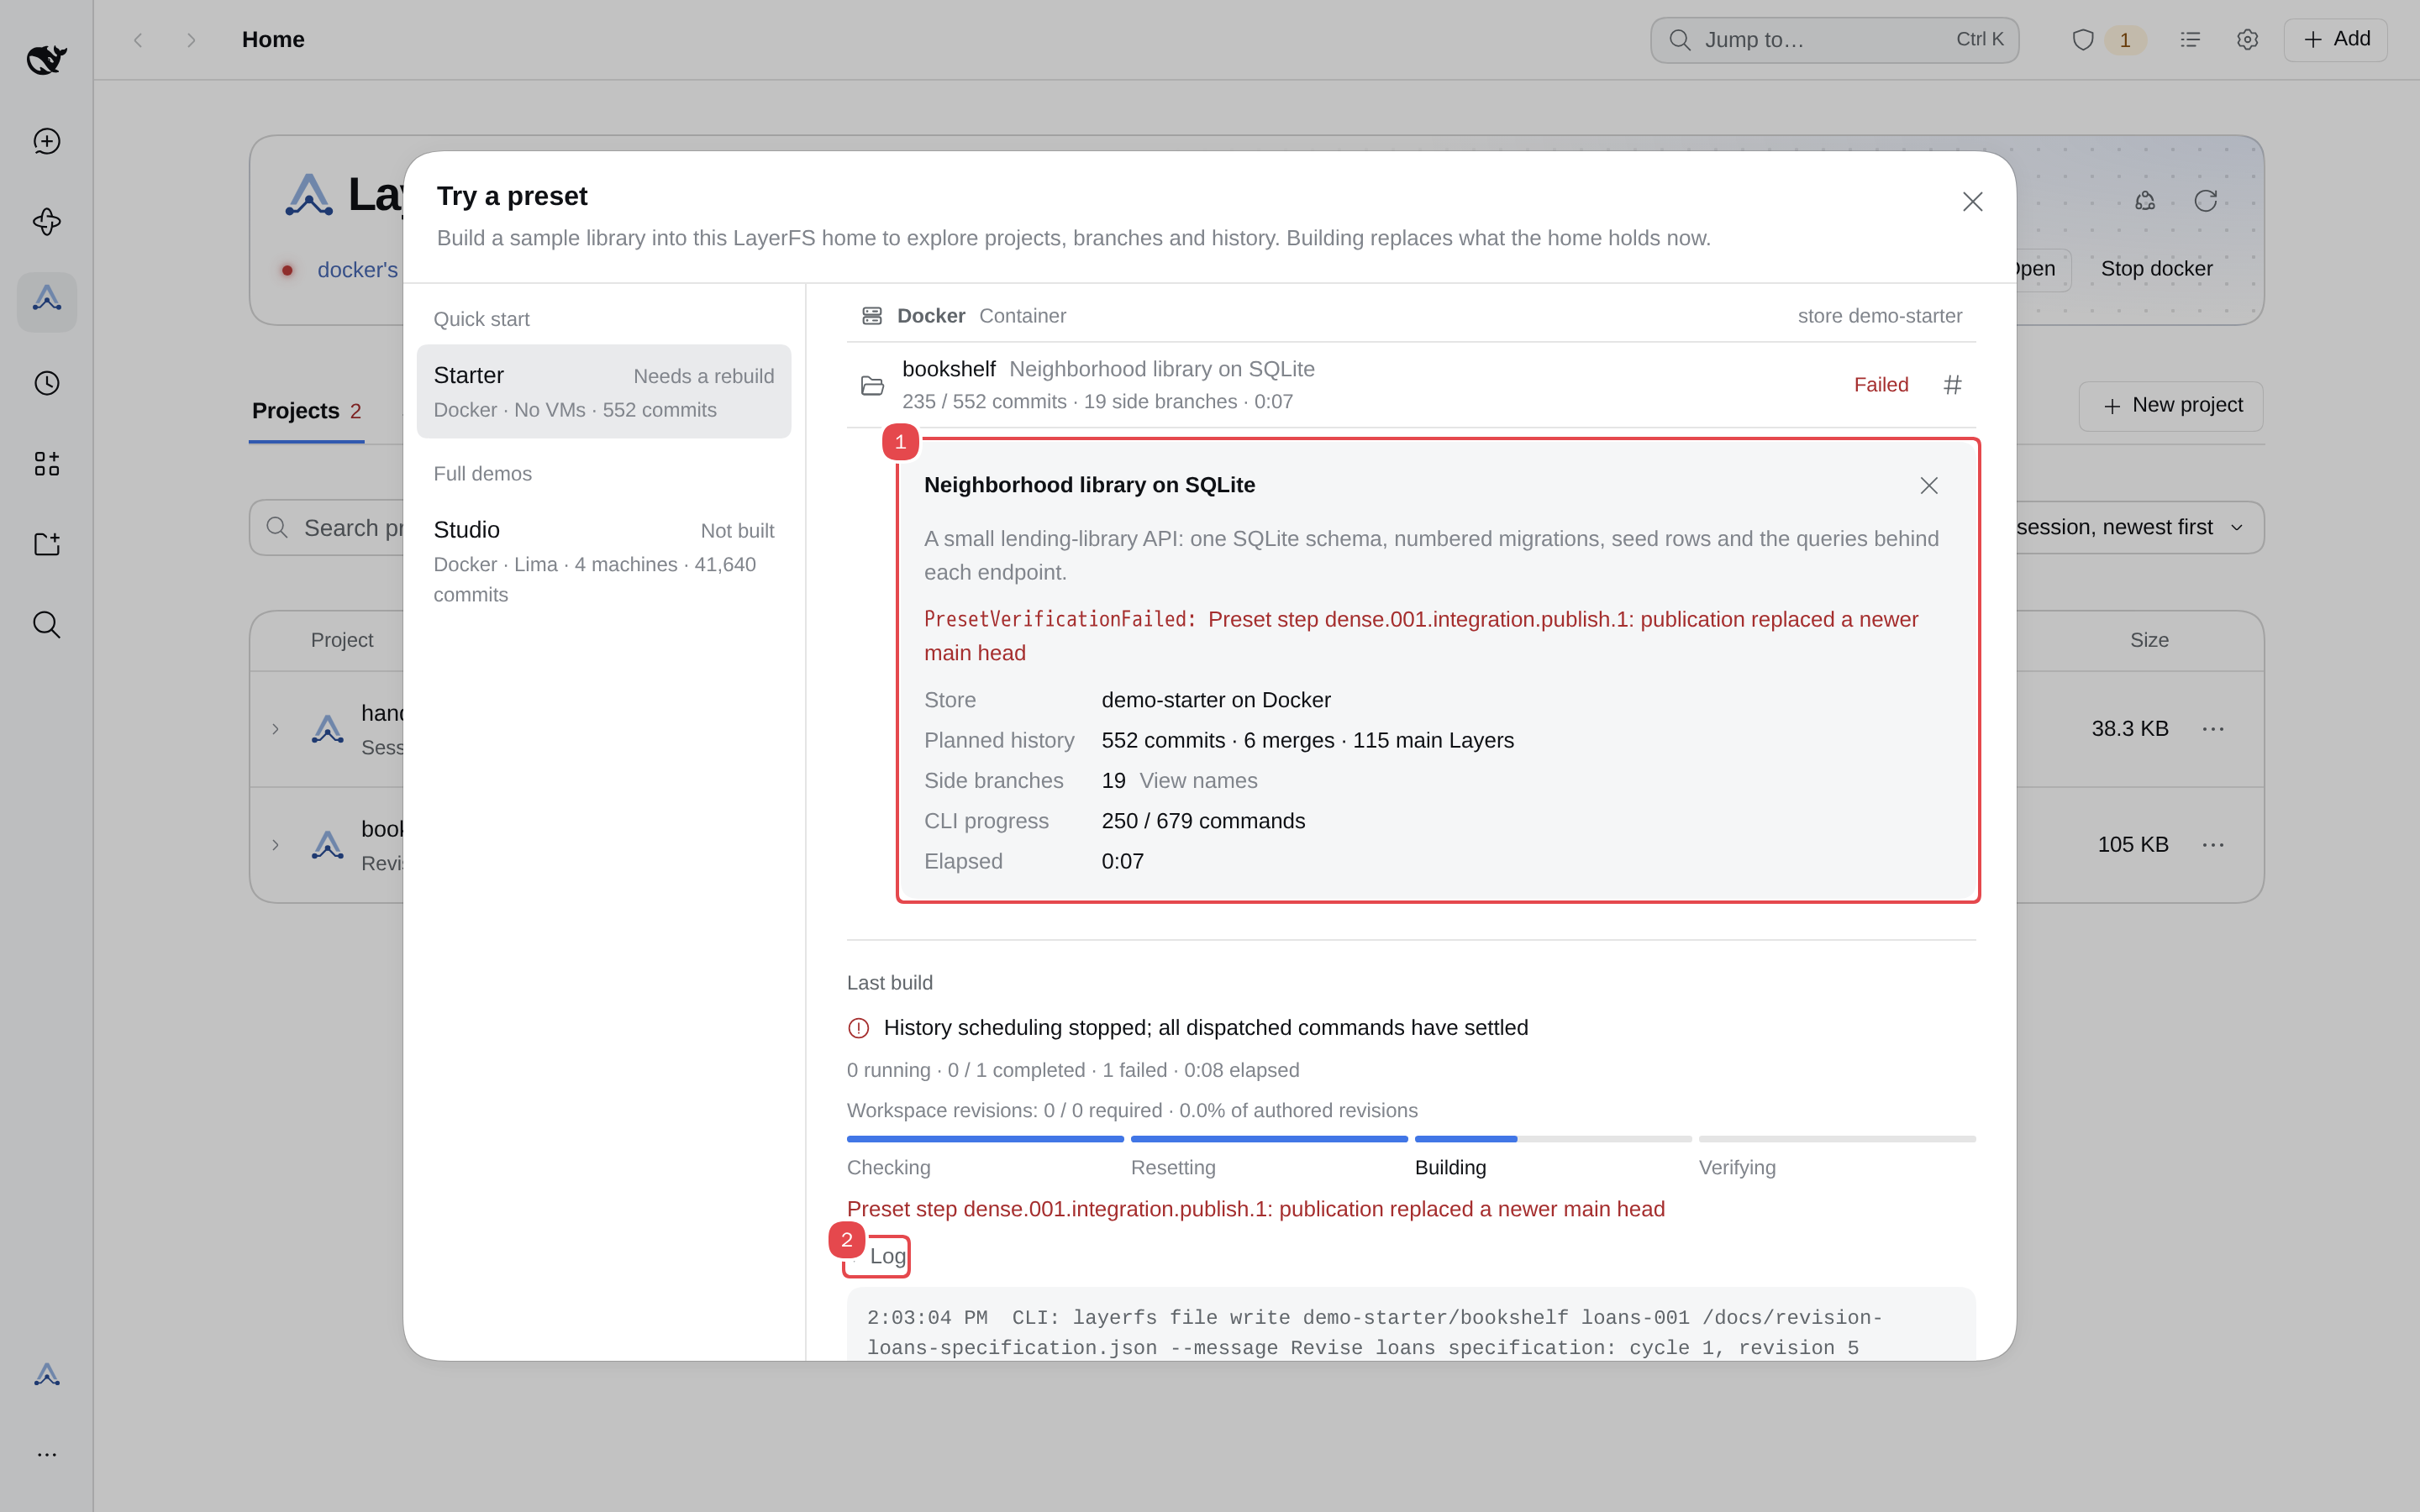 Home
Jump to…
Ctrl K
1
Add
Lay
docker's
Open
Stop docker
Projects 2
New project
Search pr
session, newest first
Project
Size
hand
Sess
38.3 KB
book
Revis
105 KB
Try a preset
Build a sample library into this LayerFS home to explore projects, branches and history. Building replaces what the home holds now.
Quick start
Starter
Needs a rebuild
Docker · No VMs · 552 commits
Full demos
Studio
Not built
Docker · Lima · 4 machines · 41,640
commits
Docker Container
store demo-starter
bookshelf Neighborhood library on SQLite
235 / 552 commits · 19 side branches · 0:07
Failed
1
Neighborhood library on SQLite
A small lending-library API: one SQLite schema, numbered migrations, seed rows and the queries behind
each endpoint.
PresetVerificationFailed: Preset step dense.001.integration.publish.1: publication replaced a newer
main head
Store demo-starter on Docker
Planned history 552 commits · 6 merges · 115 main Layers
Side branches 19 View names
CLI progress 250 / 679 commands
Elapsed 0:07
Last build
History scheduling stopped; all dispatched commands have settled
0 running · 0 / 1 completed · 1 failed · 0:08 elapsed
Workspace revisions: 0 / 0 required · 0.0% of authored revisions
Checking
Resetting
Building
Verifying
Preset step dense.001.integration.publish.1: publication replaced a newer main head
2
Log
2:03:04 PM CLI: layerfs file write demo-starter/bookshelf loans-001 /docs/revision-
loans-specification.json --message Revise loans specification: cycle 1, revision 5